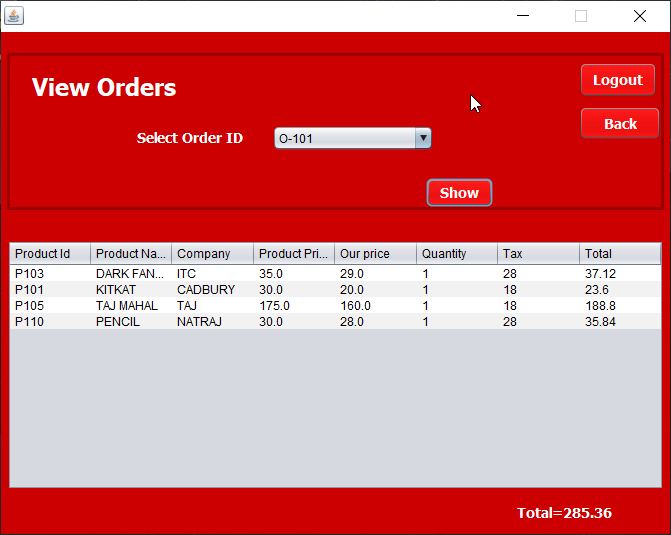 View Orders
Logout
Back
Select Order ID O-101
Show
Product Id Product Na... Company Product Pri... Our price Quantity Tax Total
P103 DARK FAN... ITC 35.0 29.0 1 28 37.12
P101 KITKAT CADBURY 30.0 20.0 1 18 23.6
P105 TAJ MAHAL TAJ 175.0 160.0 1 18 188.8
P110 PENCIL NATRAJ 30.0 28.0 1 28 35.84
Total=285.36